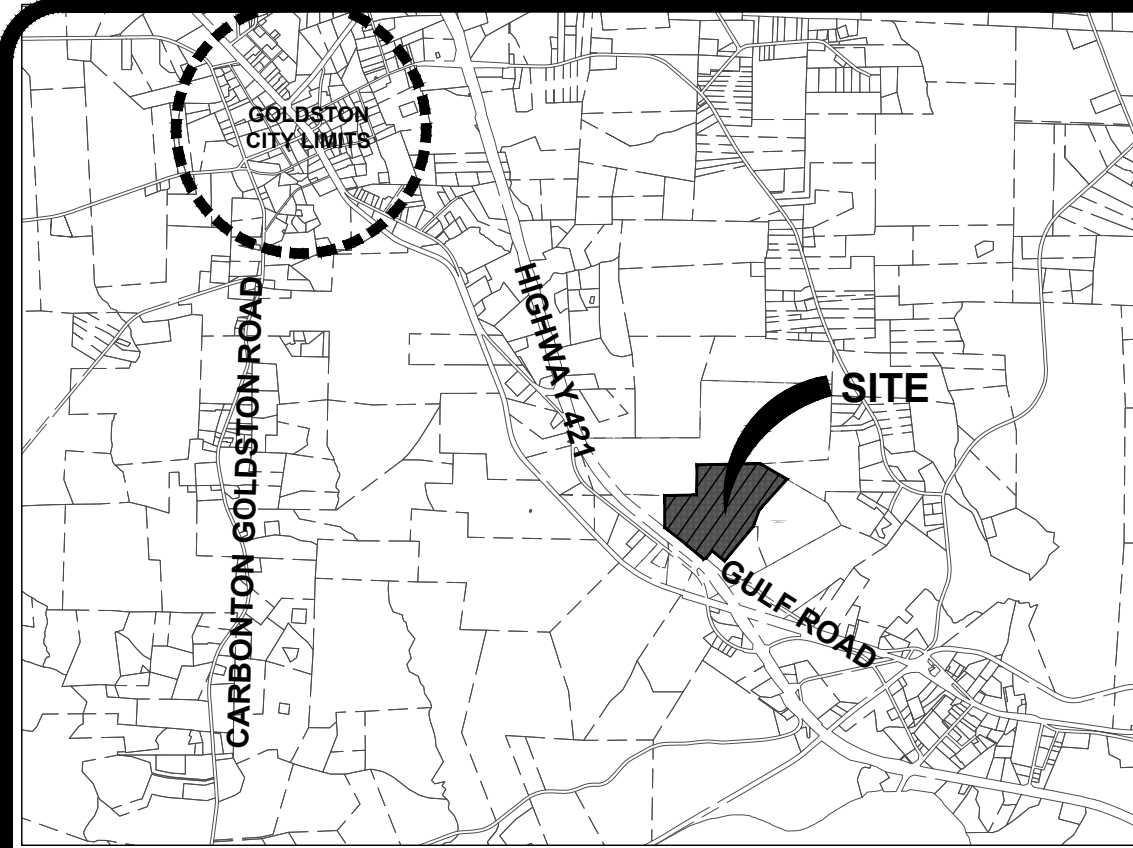 GOLDSTON
CITY LIMITS
HIGHWAY 421
CARBONTON GOLDSTON ROAD
SITE
GULF ROAD